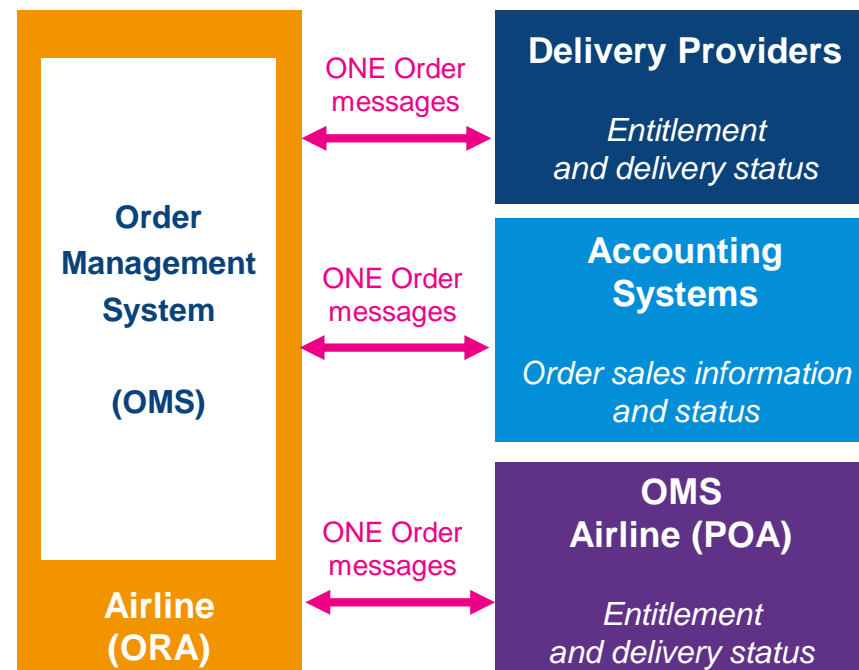 Order
Management
System
(OMS)
Airline
(ORA)
ONE Order
messages
Delivery Providers
Entitlement
and delivery status
ONE Order
messages
Accounting
Systems
Order sales information
and status
ONE Order
messages
OMS
Airline (POA)
Entitlement
and delivery status